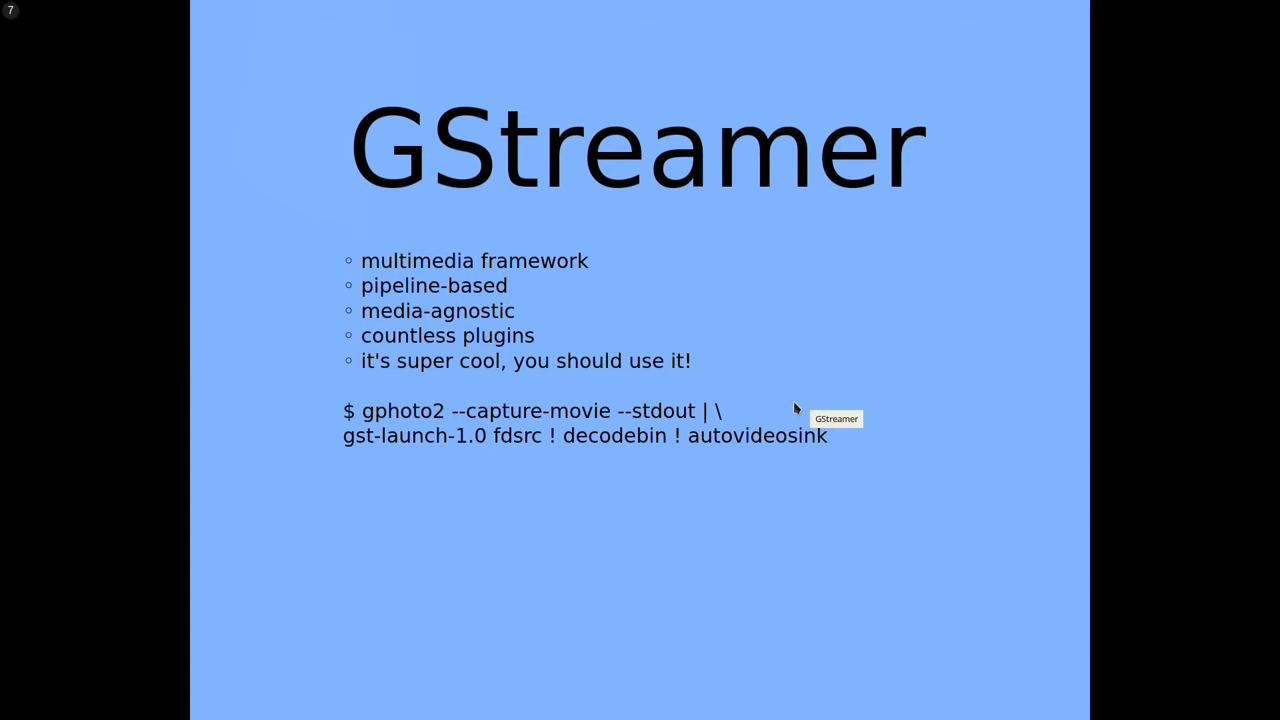 7
GStreamer
◦ multimedia framework
◦ pipeline-based
◦ media-agnostic
◦ countless plugins
◦ it's super cool, you should use it!
$ gphoto2 --capture-movie --stdout | \
GStreamer
gst-launch-1.0 fdsrc ! decodebin ! autovideosink